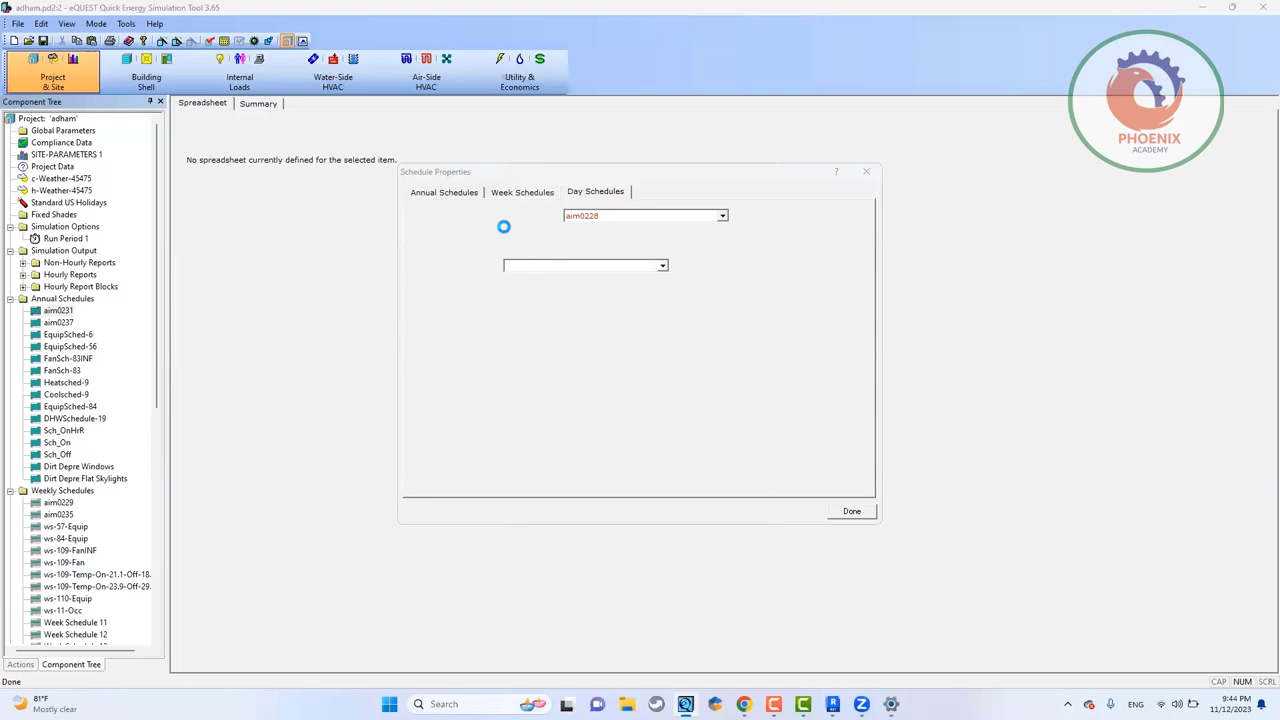 adham.pd2:2 - eQUEST Quick Energy Simulation Tool 3.65
File Edit View Mode Tools Help
Project & Site
Building Shell
Internal Loads
Water-Side HVAC
Air-Side HVAC
Utility & Economics
PHOENIX
ACADEMY
Component Tree
Spreadsheet
Summary
Project: 'adham'
Global Parameters
Compliance Data
SITE-PARAMETERS 1
Project Data
c-Weather-45475
h-Weather-45475
Standard US Holidays
Fixed Shades
Simulation Options
Run Period 1
Simulation Output
Non-Hourly Reports
Hourly Reports
Hourly Report Blocks
Annual Schedules
aim0231
aim0237
EquipSched-6
EquipSched-56
FanSch-83INF
FanSch-83
Heatsched-9
Coolsched-9
EquipSched-84
DHWSchedule-19
Sch_OnHrR
Sch_On
Sch_Off
Dirt Depre Windows
Dirt Depre Flat Skylights
Weekly Schedules
aim0229
aim0235
ws-57-Equip
ws-84-Equip
ws-109-FanINF
ws-109-Fan
ws-109-Temp-On-21.1-Off-18.
ws-109-Temp-On-23.9-Off-29.
ws-110-Equip
ws-11-Occ
Week Schedule 11
Week Schedule 12
Actions
Component Tree
No spreadsheet currently defined for the selected item.
Schedule Properties
?
Annual Schedules
Week Schedules
Day Schedules
aim0228
Done
Done
CAP NUM SCRL
81°F
Mostly clear
Search
ENG
9:44 PM
11/12/2023